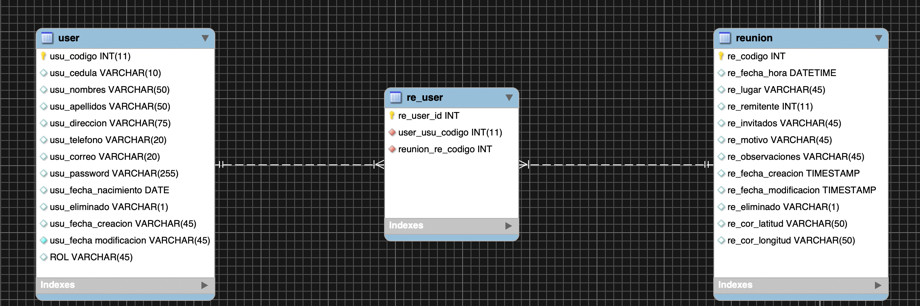 user
usu_codigo INT(11)
usu_cedula VARCHAR(10)
usu_nombres VARCHAR(50)
usu_apellidos VARCHAR(50)
usu_direccion VARCHAR(75)
usu_telefono VARCHAR(20)
usu_correo VARCHAR(20)
usu_password VARCHAR(255)
usu_fecha_nacimiento DATE
usu_eliminado VARCHAR(1)
usu_fecha_creacion VARCHAR(45)
usu_fecha modificacion VARCHAR(45)
ROL VARCHAR(45)
Indexes
re_user
re_user_id INT
user_usu_codigo INT(11)
reunion_re_codigo INT
Indexes
reunion
re_codigo INT
re_fecha_hora DATETIME
re_lugar VARCHAR(45)
re_remitente INT(11)
re_invitados VARCHAR(45)
re_motivo VARCHAR(45)
re_observaciones VARCHAR(45)
re_fecha_creacion TIMESTAMP
re_fecha_modificacion TIMESTAMP
re_eliminado VARCHAR(1)
re_cor_latitud VARCHAR(50)
re_cor_longitud VARCHAR(50)
Indexes